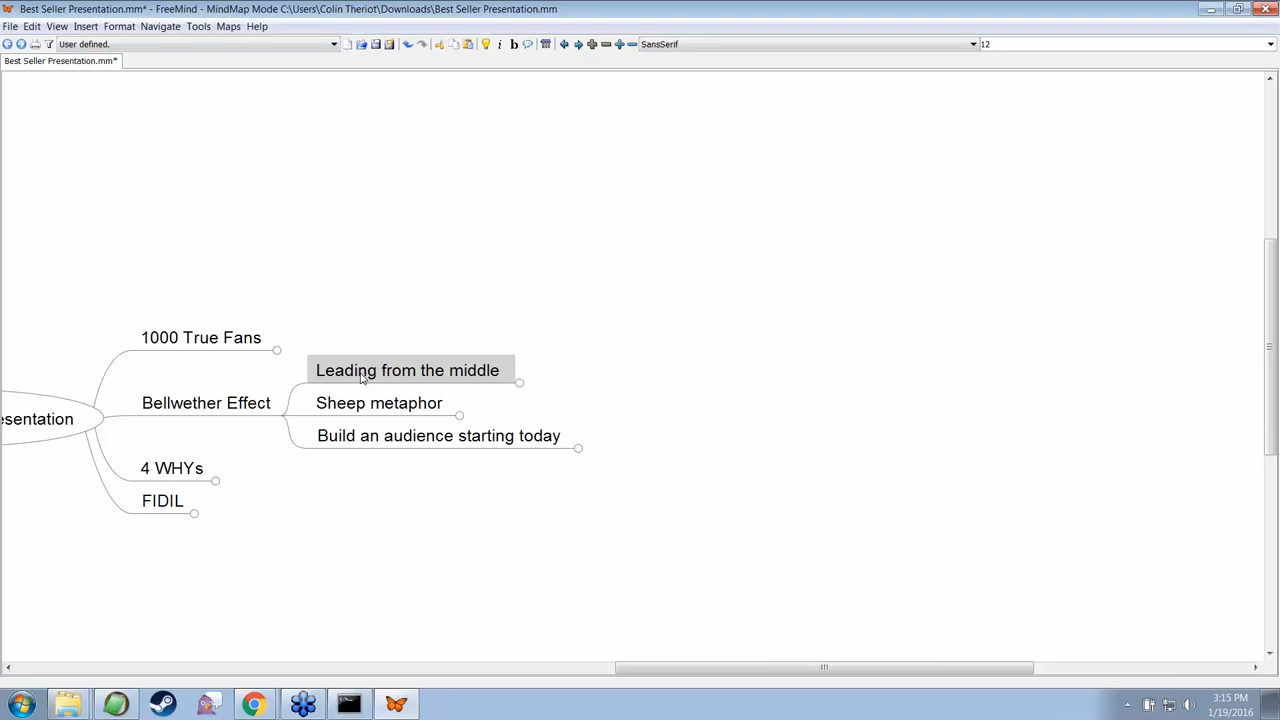 Best Seller Presentation.mm* - FreeMind - MindMap Mode C:\Users\Colin Theriot\Downloads\Best Seller Presentation.mm
File Edit View Insert Format Navigate Tools Maps Help
User defined. i b SansSerif 12
Best Seller Presentation.mm*
1000 True Fans
Leading from the middle
Bellwether Effect
Sheep metaphor
esentation
Build an audience starting today
4 WHYs
FIDIL
3:15 PM
1/19/2016